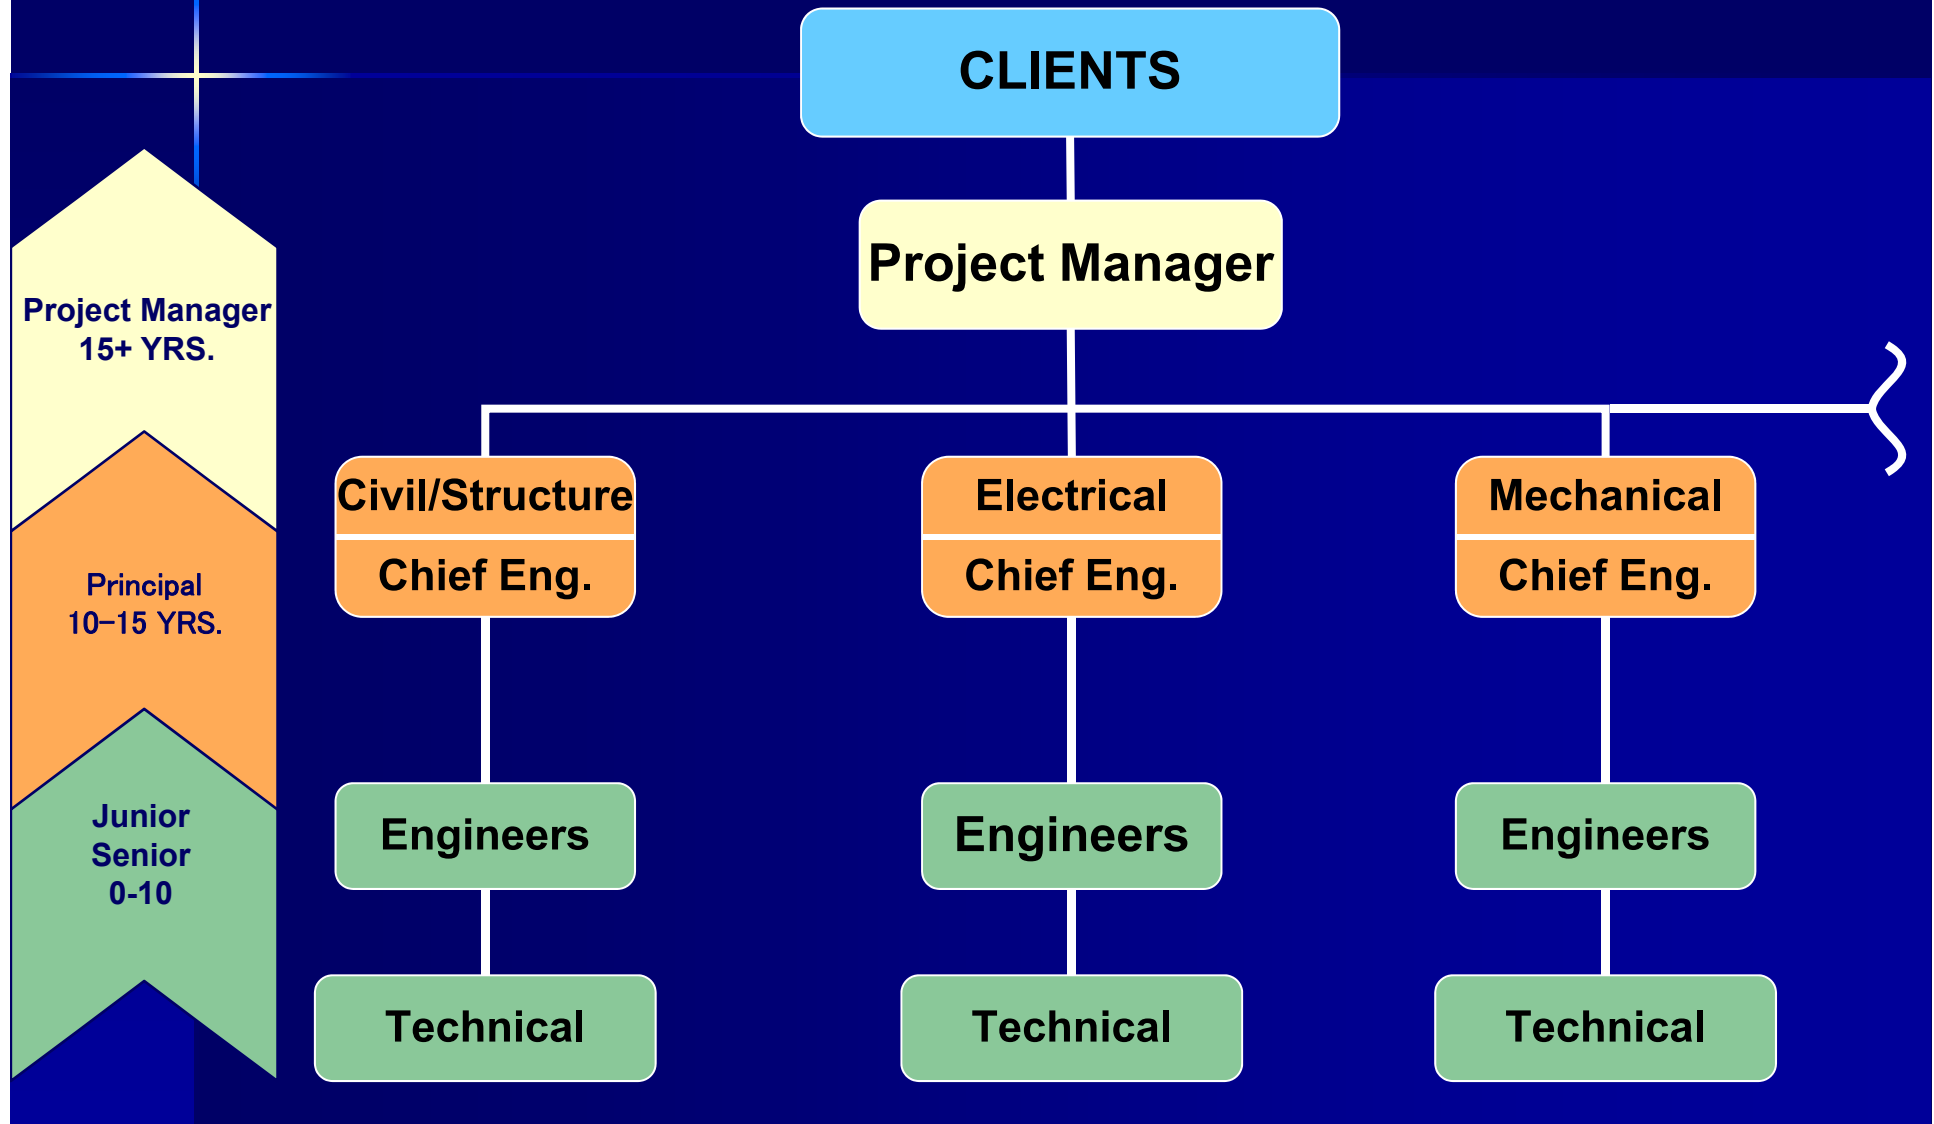 CLIENTS
Project Manager
Project Manager
15+ YRS.
Civil/Structure
Chief Eng.
Electrical
Chief Eng.
Mechanical
Chief Eng.
Principal
10-15 YRS.
Junior
Senior
0-10
Engineers
Engineers
Engineers
Technical
Technical
Technical